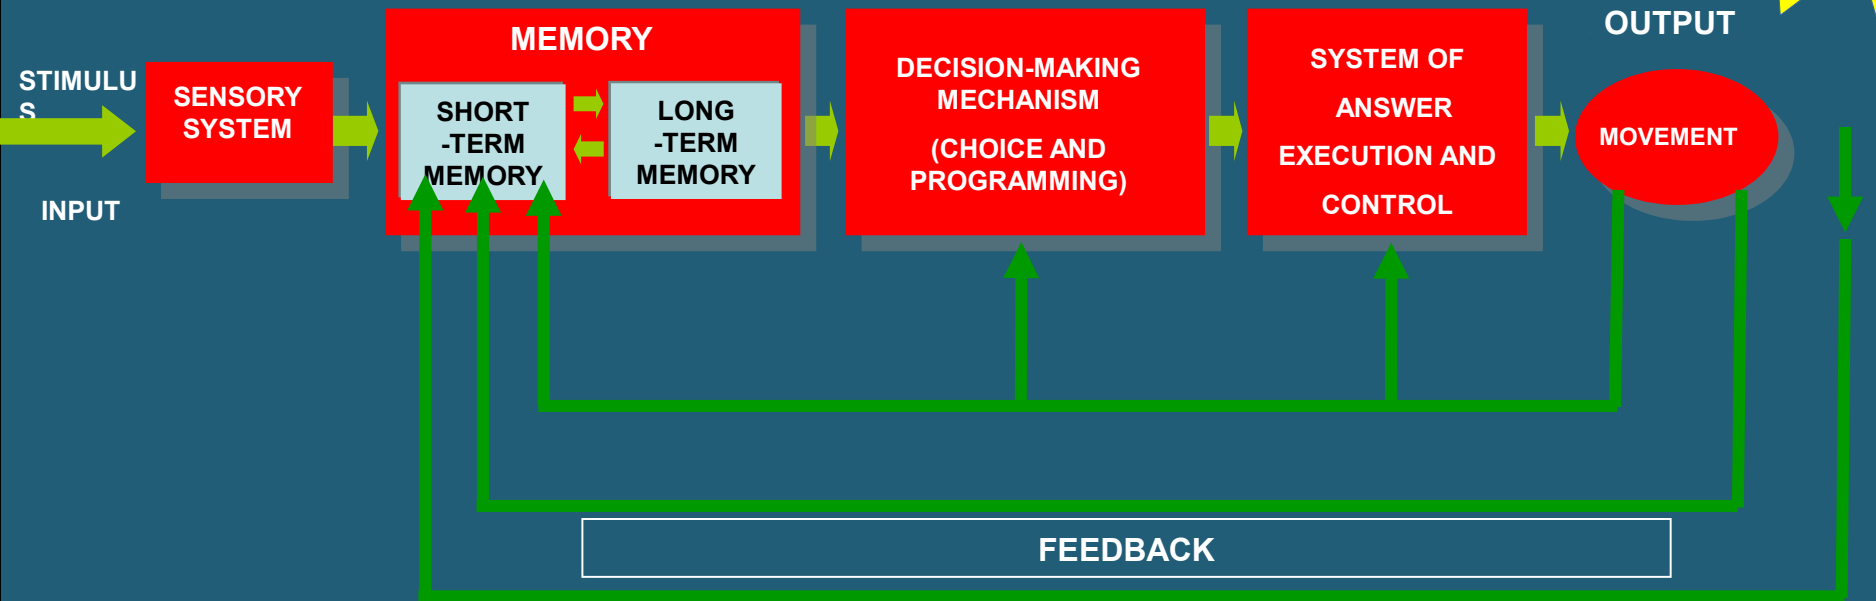 STIMULU
S
INPUT
SENSORY
SYSTEM
MEMORY
SHORT
-TERM
MEMORY
LONG
-TERM
MEMORY
DECISION-MAKING
MECHANISM
(CHOICE AND
PROGRAMMING)
SYSTEM OF
ANSWER
EXECUTION AND
CONTROL
OUTPUT
MOVEMENT
FEEDBACK